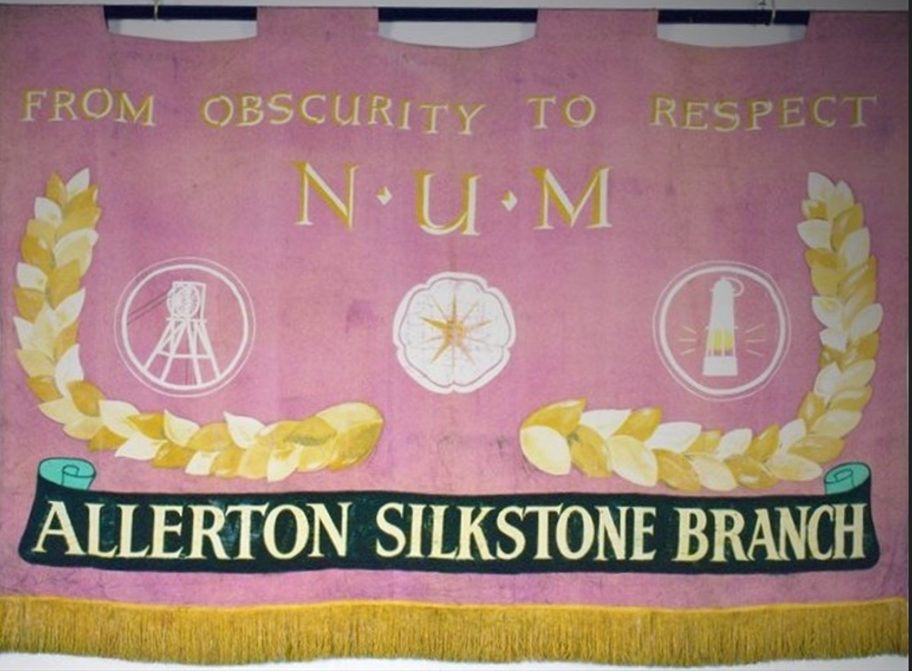 FROM OBSCURITY TO RESPECT
N·U·M
ALLERTON SILKSTONE BRANCH